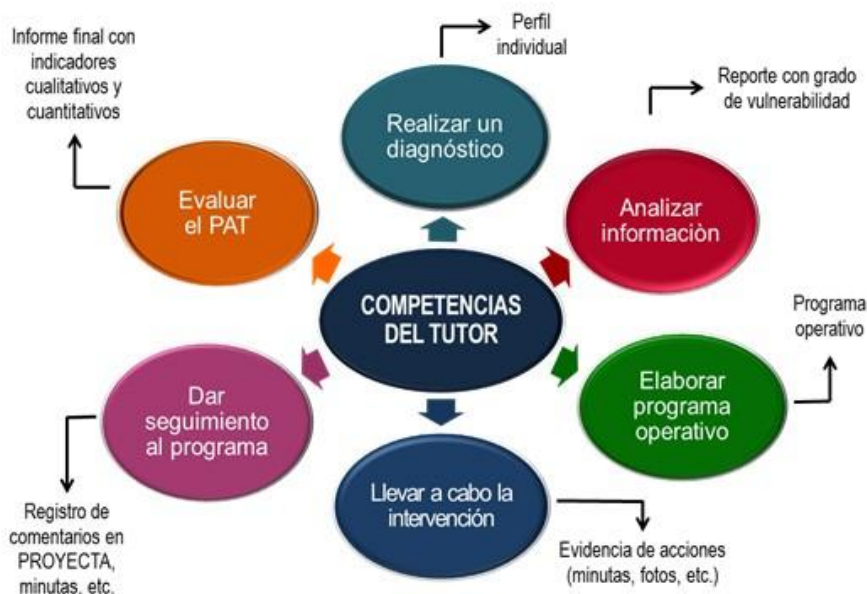 Informe final con
indicadores
cualitativos y
cuantitativos
Perfil
individual
Reporte con grado
de vulnerabilidad
Realizar un
diagnóstico
Evaluar
el PAT
Analizar
informaciòn
COMPETENCIAS
DEL TUTOR
Programa
operativo
Dar
seguimiento
al programa
Elaborar
programa
operativo
Llevar a cabo la
intervención
Registro de
comentarios en
PROYECTA,
minutas, etc.
Evidencia de acciones
(minutas, fotos, etc.)